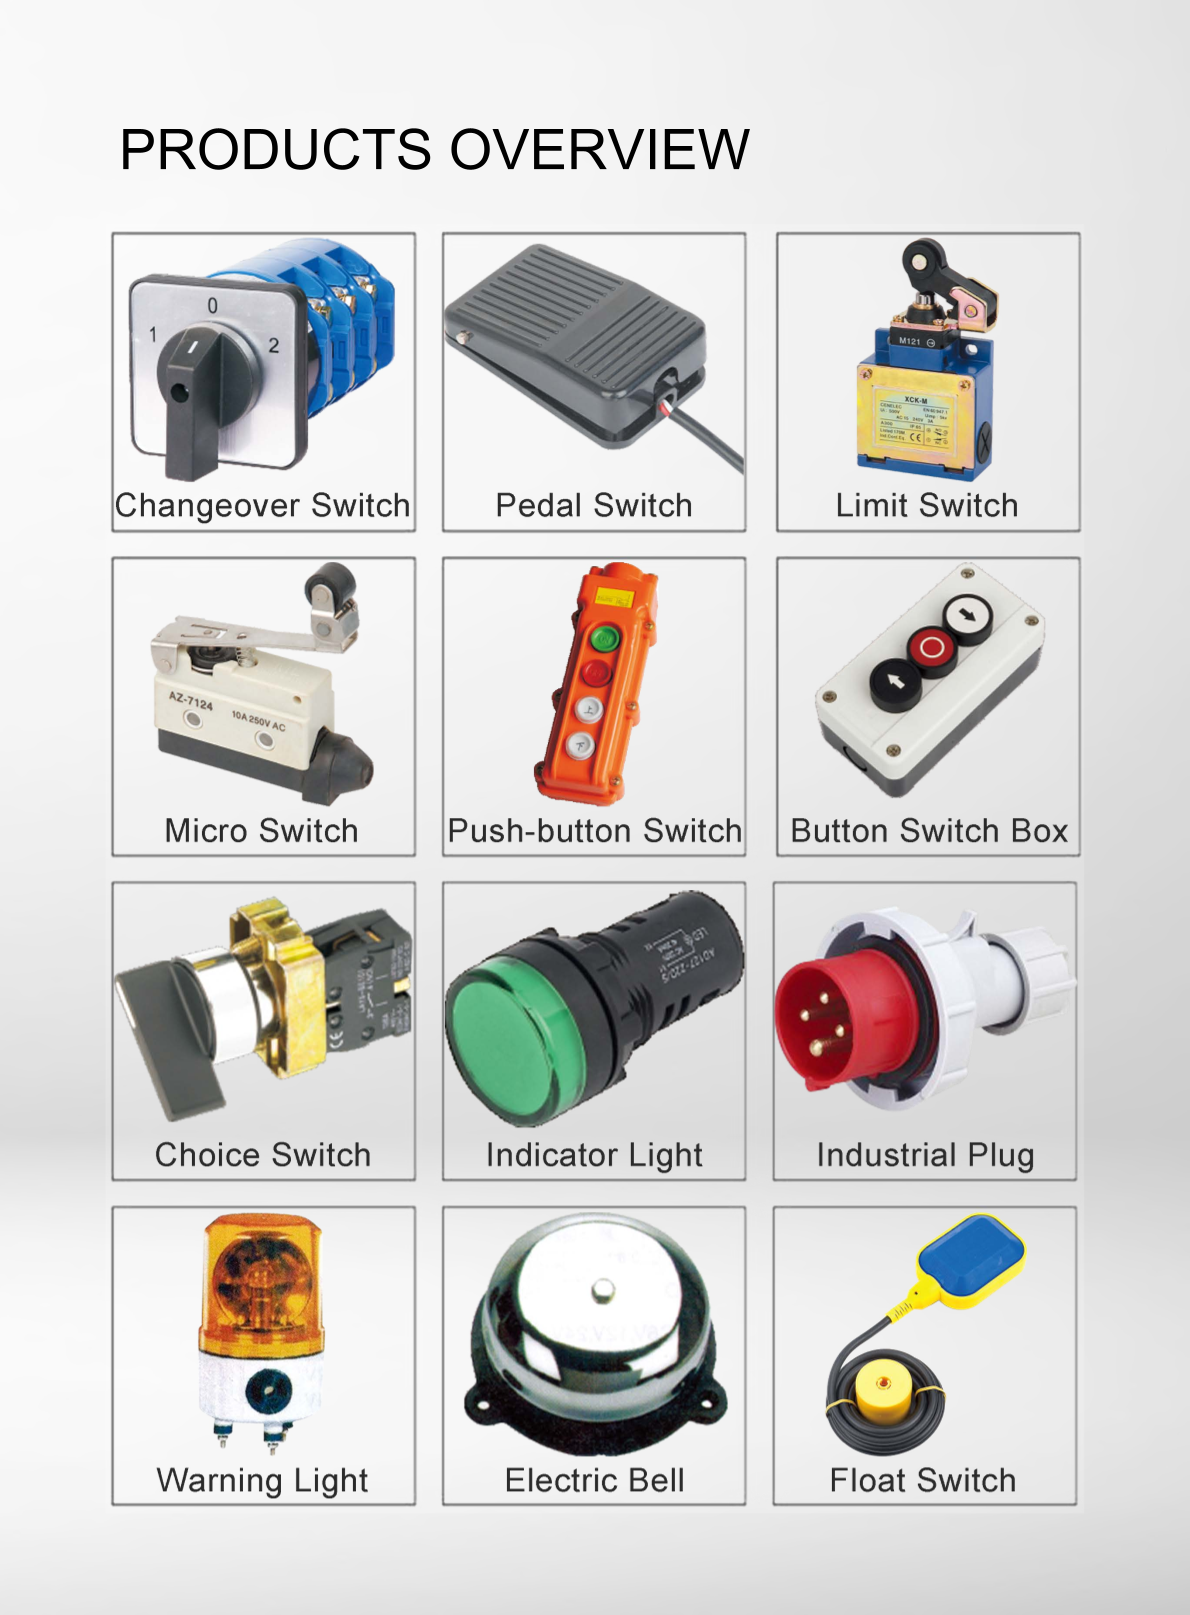 PRODUCTS OVERVIEW
0
1
2
Changeover Switch
Pedal Switch
M121
XCK-M
Limit Switch
AZ-7124
10A 250V AC
Micro Switch
Push-button Switch
Button Switch Box
CE
Choice Switch
LED
Indicator Light
Industrial Plug
Warning Light
Electric Bell
Float Switch